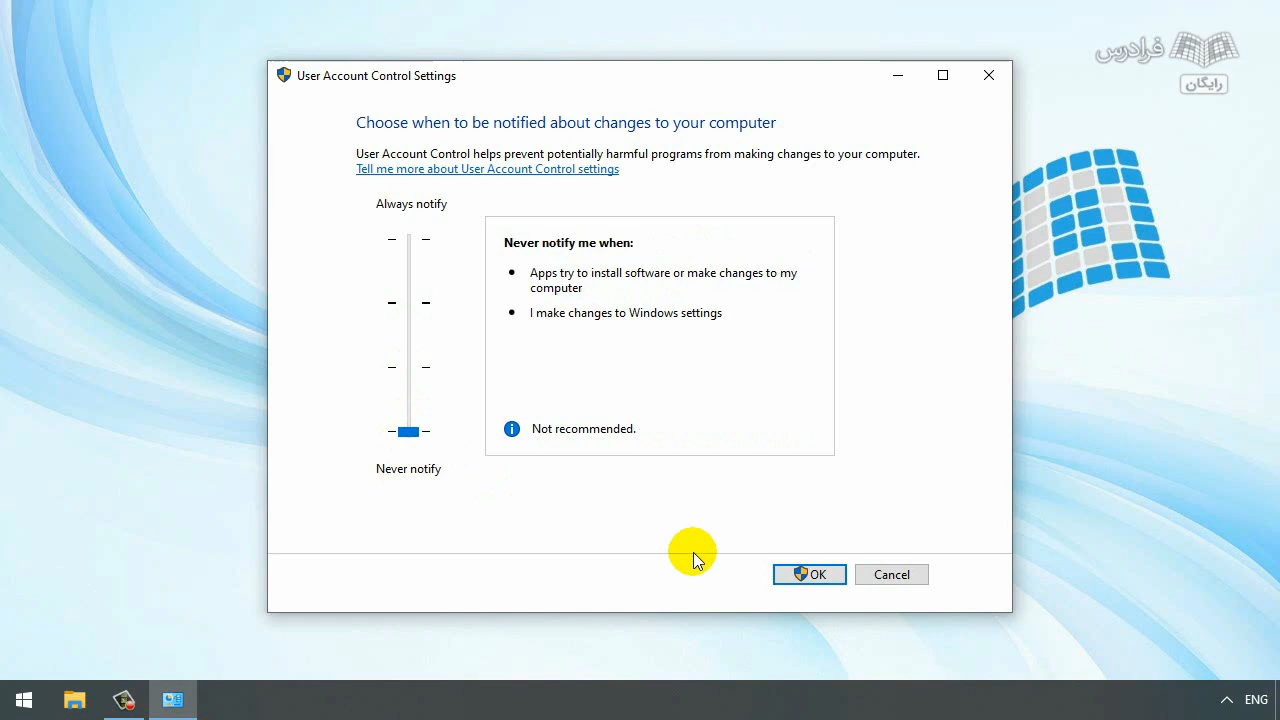 User Account Control Settings
فرادرس
رایگان
Choose when to be notified about changes to your computer
User Account Control helps prevent potentially harmful programs from making changes to your computer.
Tell me more about User Account Control settings
Always notify
Never notify me when:
• Apps try to install software or make changes to my
computer
• I make changes to Windows settings
Not recommended.
Never notify
OK
Cancel
ENG